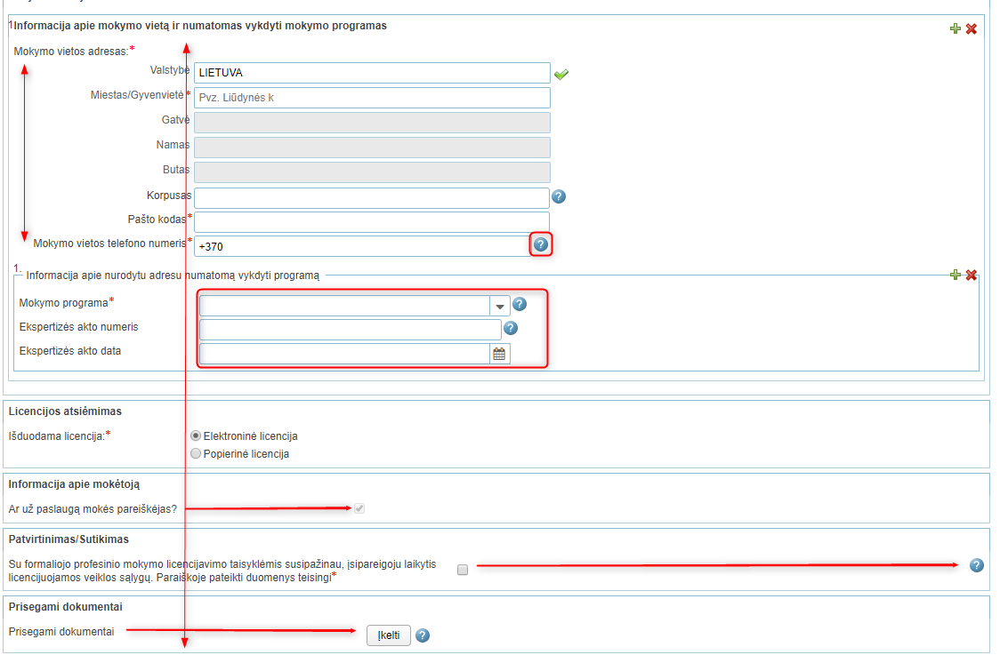 1Informacija apie mokymo vietą ir numatomas vykdyti mokymo programas
Mokymo vietos adresas:*
Valstybė LIETUVA
Miestas/Gyvenvietė * Pvz. Liūdynės k
Gatvė
Namas
Butas
Korpusas ?
Pašto kodas*
Mokymo vietos telefono numeris* +370 ?
1. Informacija apie nurodytu adresu numatomą vykdyti programą
Mokymo programa* ?
Ekspertizės akto numeris ?
Ekspertizės akto data
Licencijos atsiėmimas
Išduodama licencija:* Elektroninė licencija
Popierinė licencija
Informacija apie mokėtoją
Ar už paslaugą mokės pareiškėjas?
Patvirtinimas/Sutikimas
Su formaliojo profesinio mokymo licencijavimo taisyklėmis susipažinau, įsipareigoju laikytis ?
licencijuojamos veiklos sąlygų. Paraiškoje pateikti duomenys teisingi*
Prisegami dokumentai
Prisegami dokumentai Įkelti ?